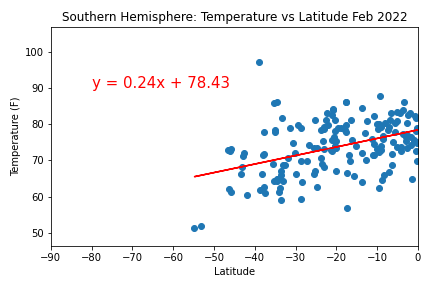 Southern Hemisphere: Temperature vs Latitude Feb 2022
100
90
80
70
60
50
Temperature (F)
y = 0.24x + 78.43
−90 −80 −70 −60 −50 −40 −30 −20 −10 0
Latitude